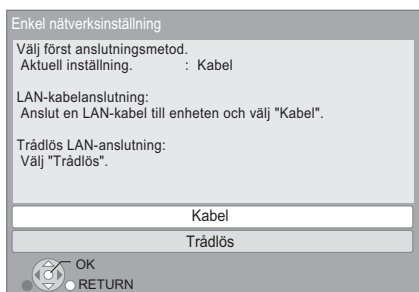 Enkel nätverksinställning
Välj först anslutningsmetod.
Aktuell inställning. : Kabel
LAN-kabelanslutning:
Anslut en LAN-kabel till enheten och välj "Kabel".
Trådlös LAN-anslutning:
Välj "Trådlös".
Kabel
Trådlös
OK
RETURN